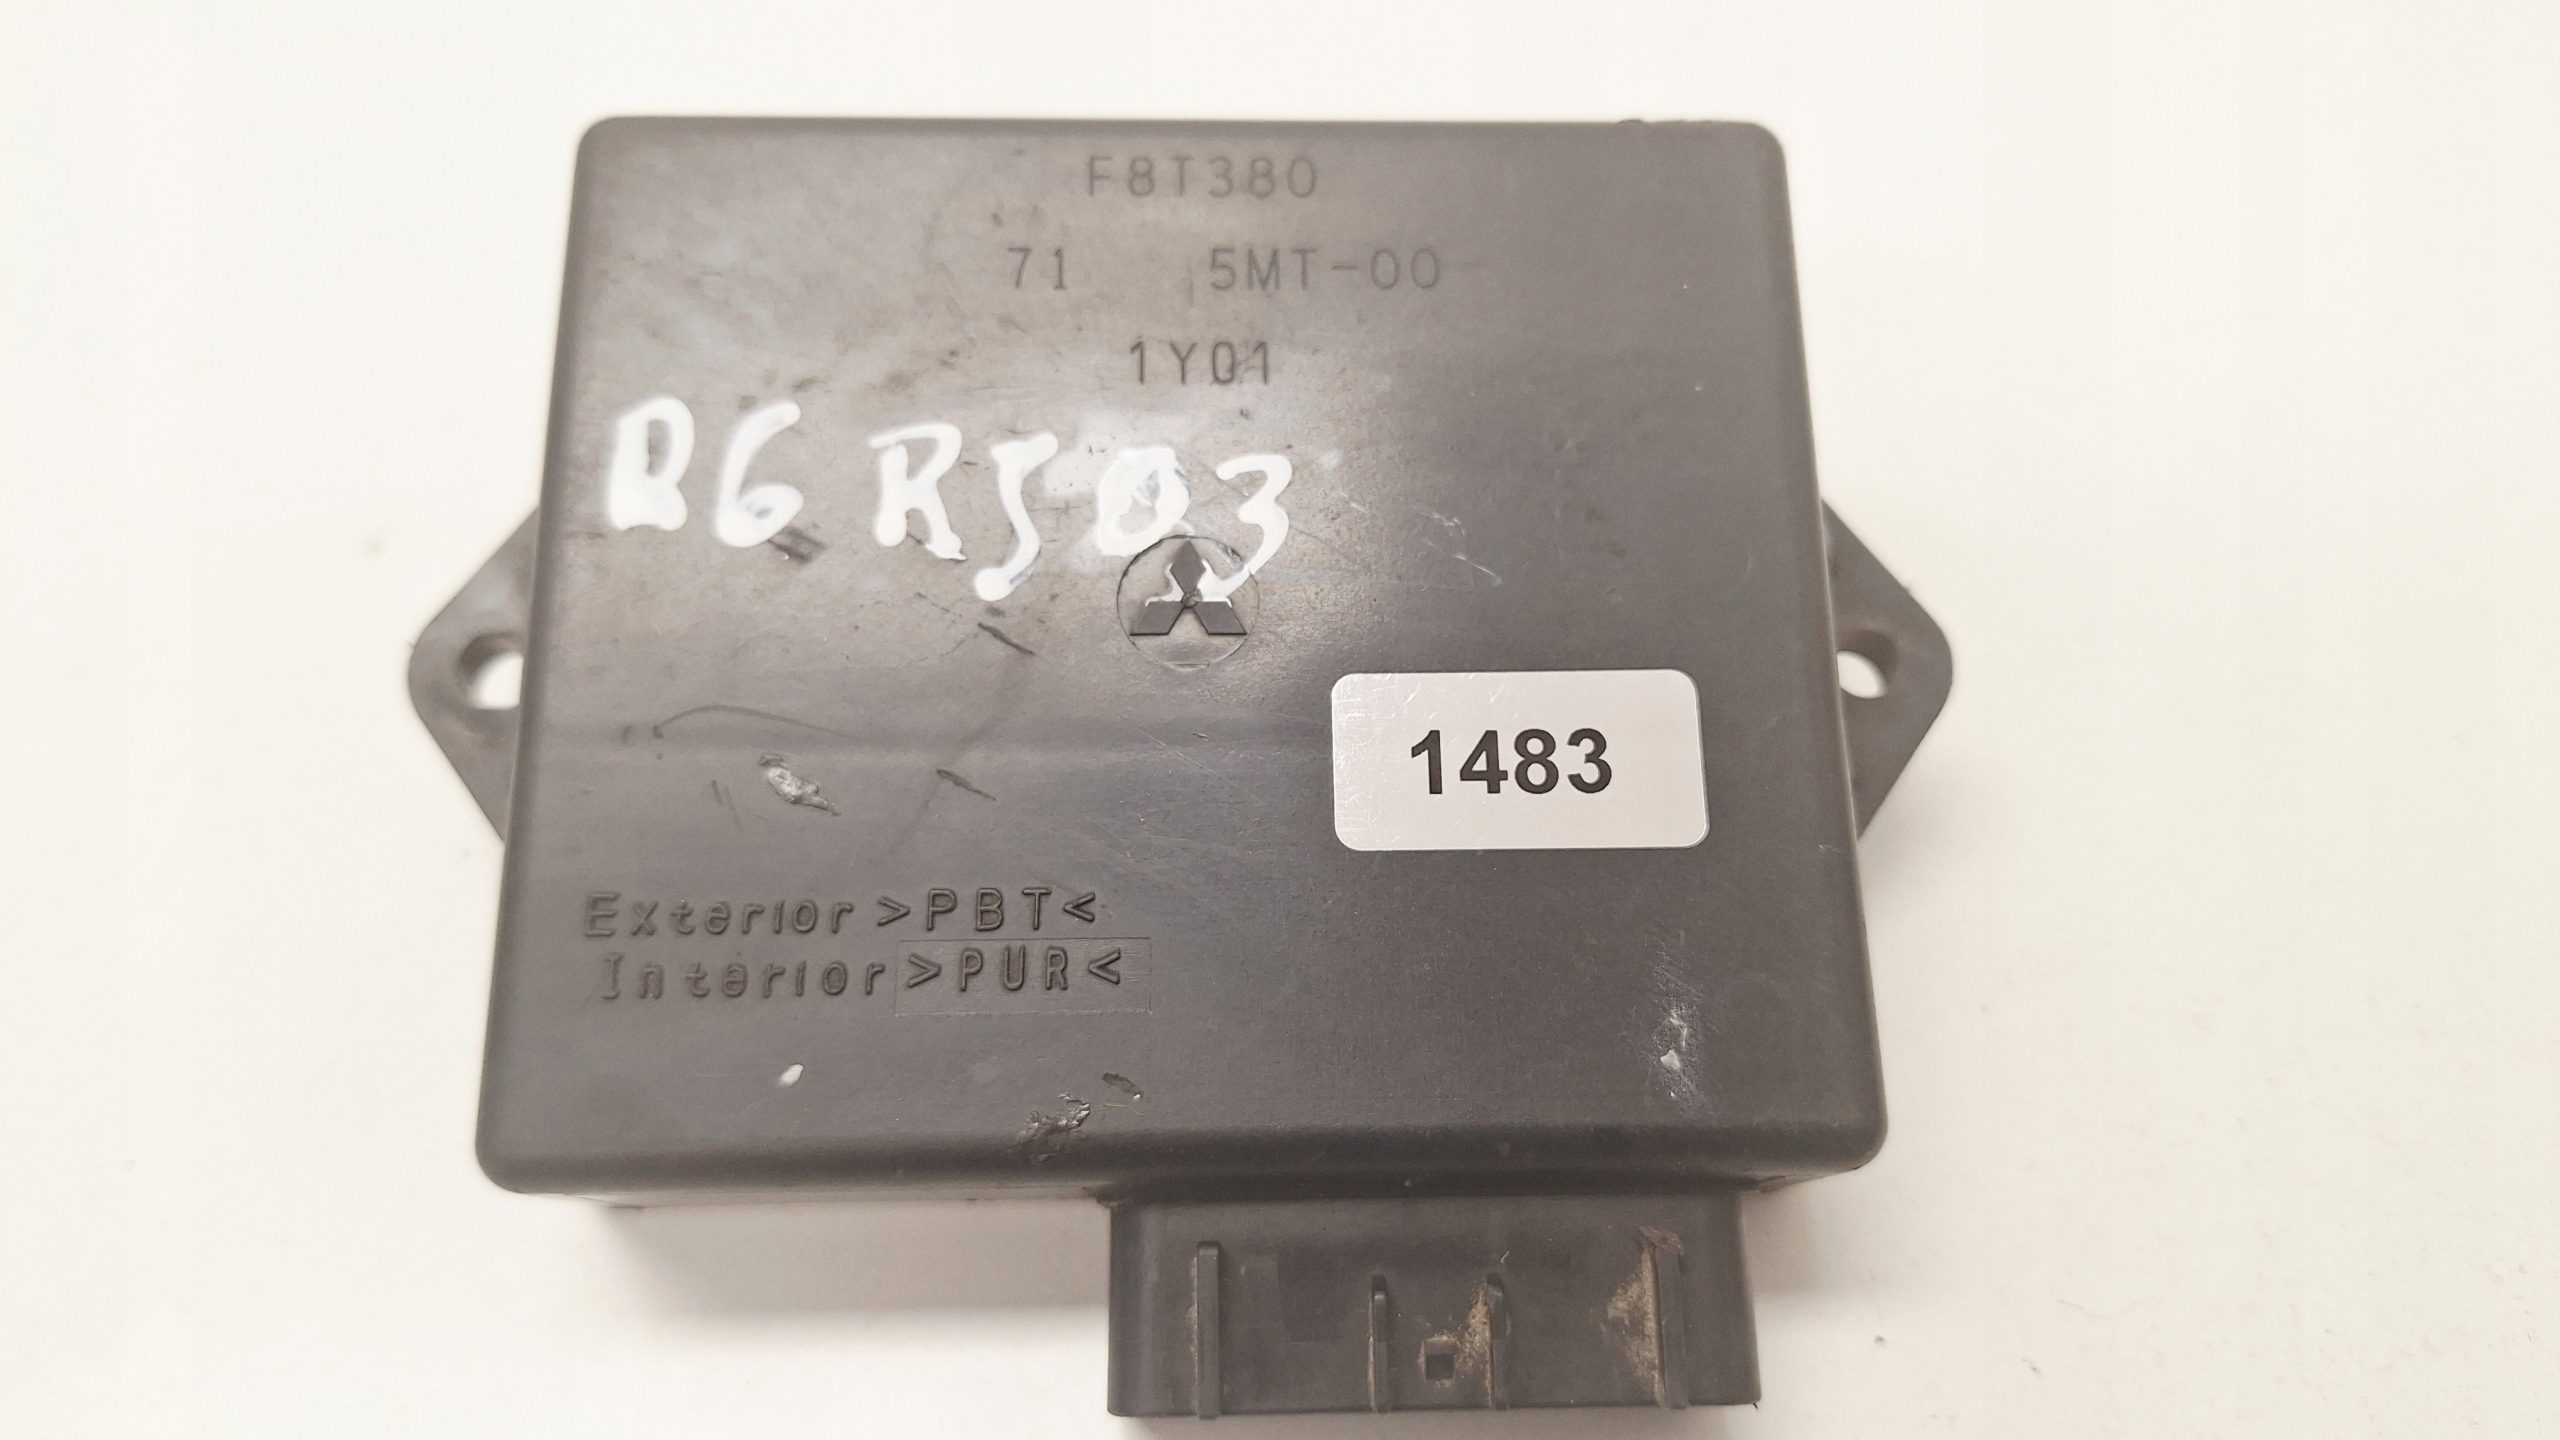 F8T380
71 5MT-00
1Y01
R6 RJ03
1483
Exterior >PBT<
Interior >PUR<